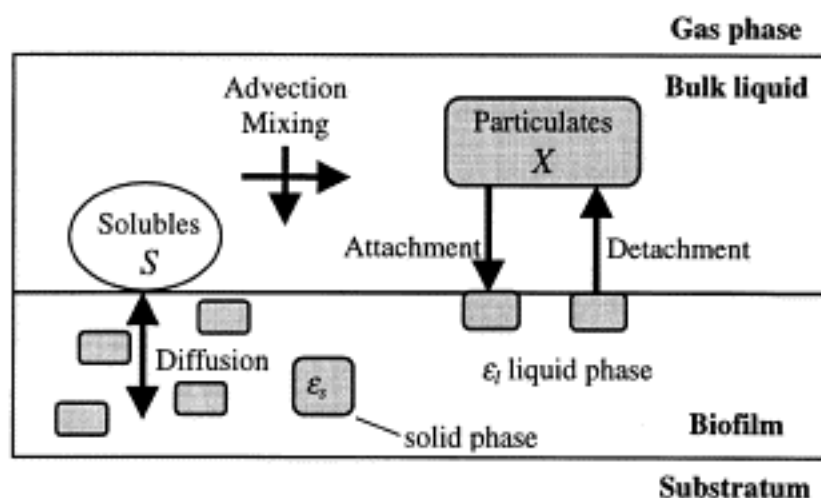 Gas phase
Bulk liquid
Advection
Mixing
Particulates
X
Solubles
S
Attachment
Detachment
Diffusion
εs
εl liquid phase
solid phase
Biofilm
Substratum